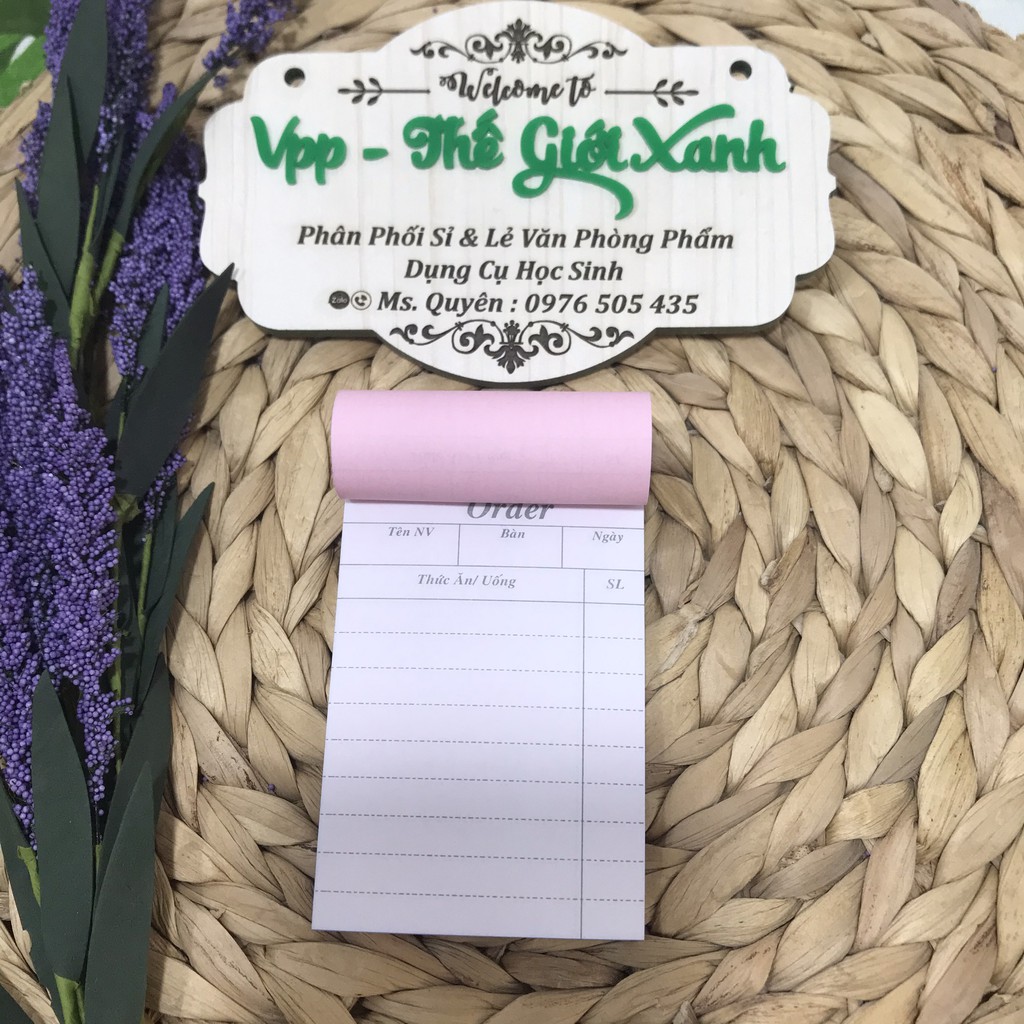 Welcome to
Vpp - Thế Giới Xanh
Phân Phối Sỉ & Lẻ Văn Phòng Phẩm
Dụng Cụ Học Sinh
Zalo Ms. Quyên : 0976 505 435
Order
Tên NV Bàn Ngày
Thức Ăn/ Uống SL